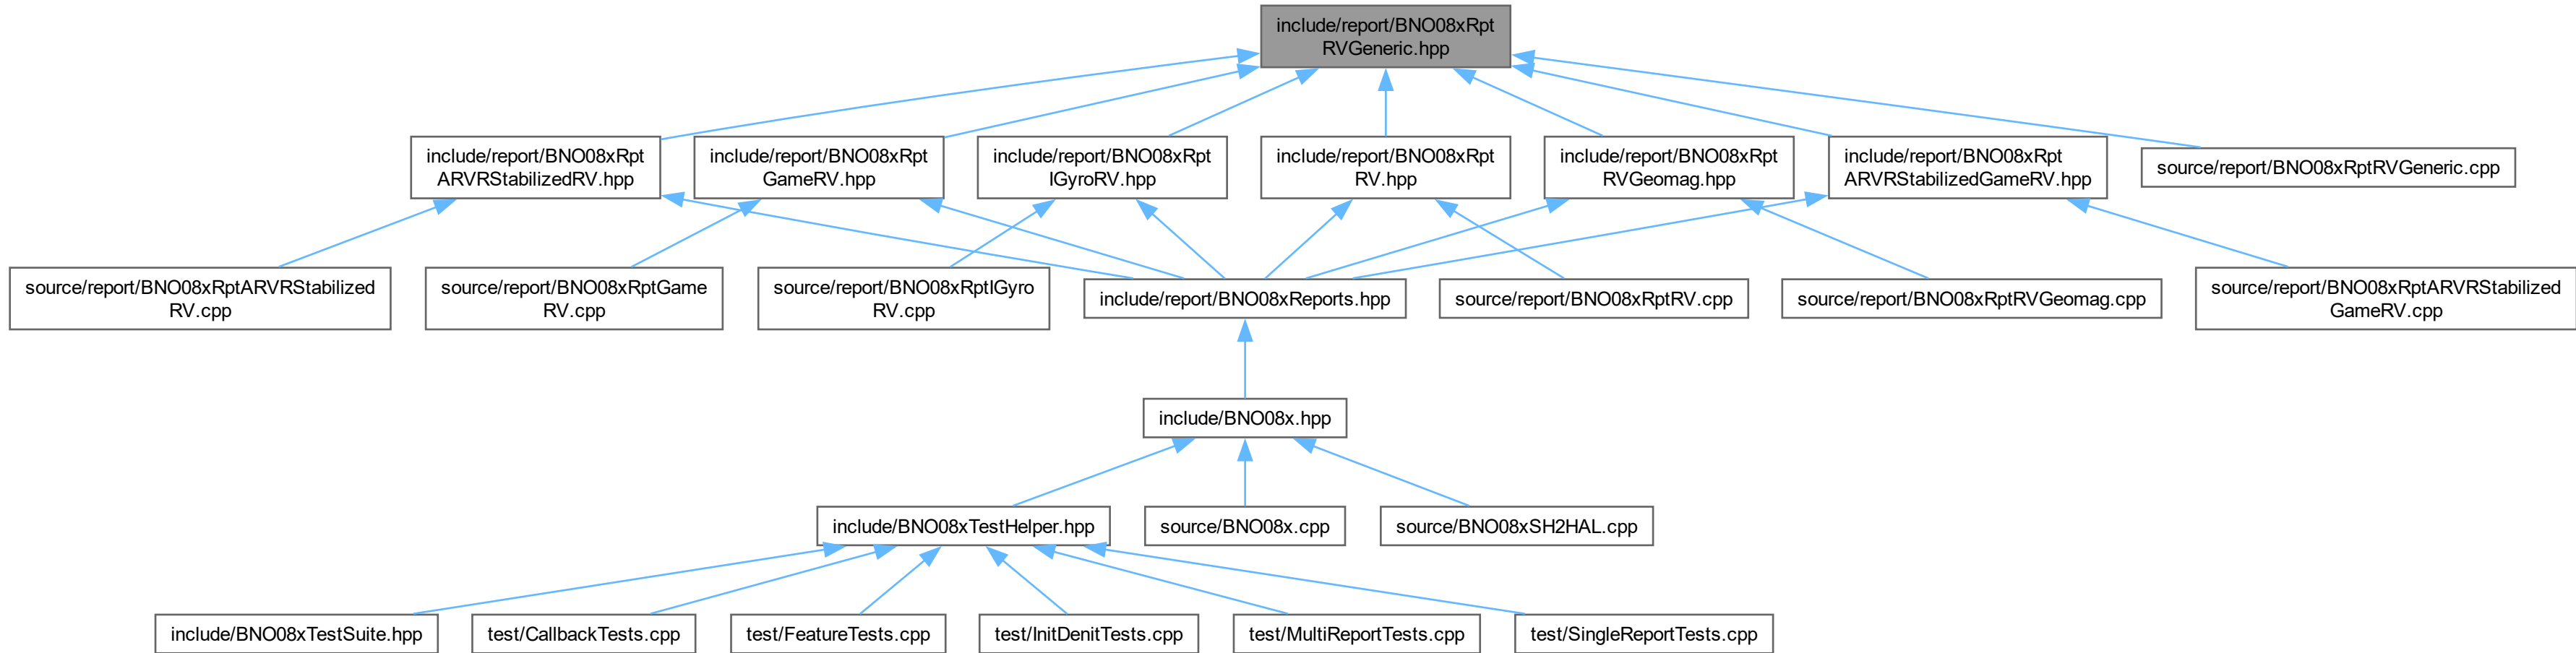 include/report/BNO08xRpt
RVGeneric.hpp
include/report/BNO08xRpt
ARVRStabilizedRV.hpp
include/report/BNO08xRpt
GameRV.hpp
include/report/BNO08xRpt
IGyroRV.hpp
include/report/BNO08xRpt
RV.hpp
include/report/BNO08xRpt
RVGeomag.hpp
include/report/BNO08xRpt
ARVRStabilizedGameRV.hpp
source/report/BNO08xRptRVGeneric.cpp
source/report/BNO08xRptARVRStabilized
RV.cpp
source/report/BNO08xRptGame
RV.cpp
source/report/BNO08xRptIGyro
RV.cpp
include/report/BNO08xReports.hpp
source/report/BNO08xRptRV.cpp
source/report/BNO08xRptRVGeomag.cpp
source/report/BNO08xRptARVRStabilized
GameRV.cpp
include/BNO08x.hpp
include/BNO08xTestHelper.hpp
source/BNO08x.cpp
source/BNO08xSH2HAL.cpp
include/BNO08xTestSuite.hpp
test/CallbackTests.cpp
test/FeatureTests.cpp
test/InitDenitTests.cpp
test/MultiReportTests.cpp
test/SingleReportTests.cpp